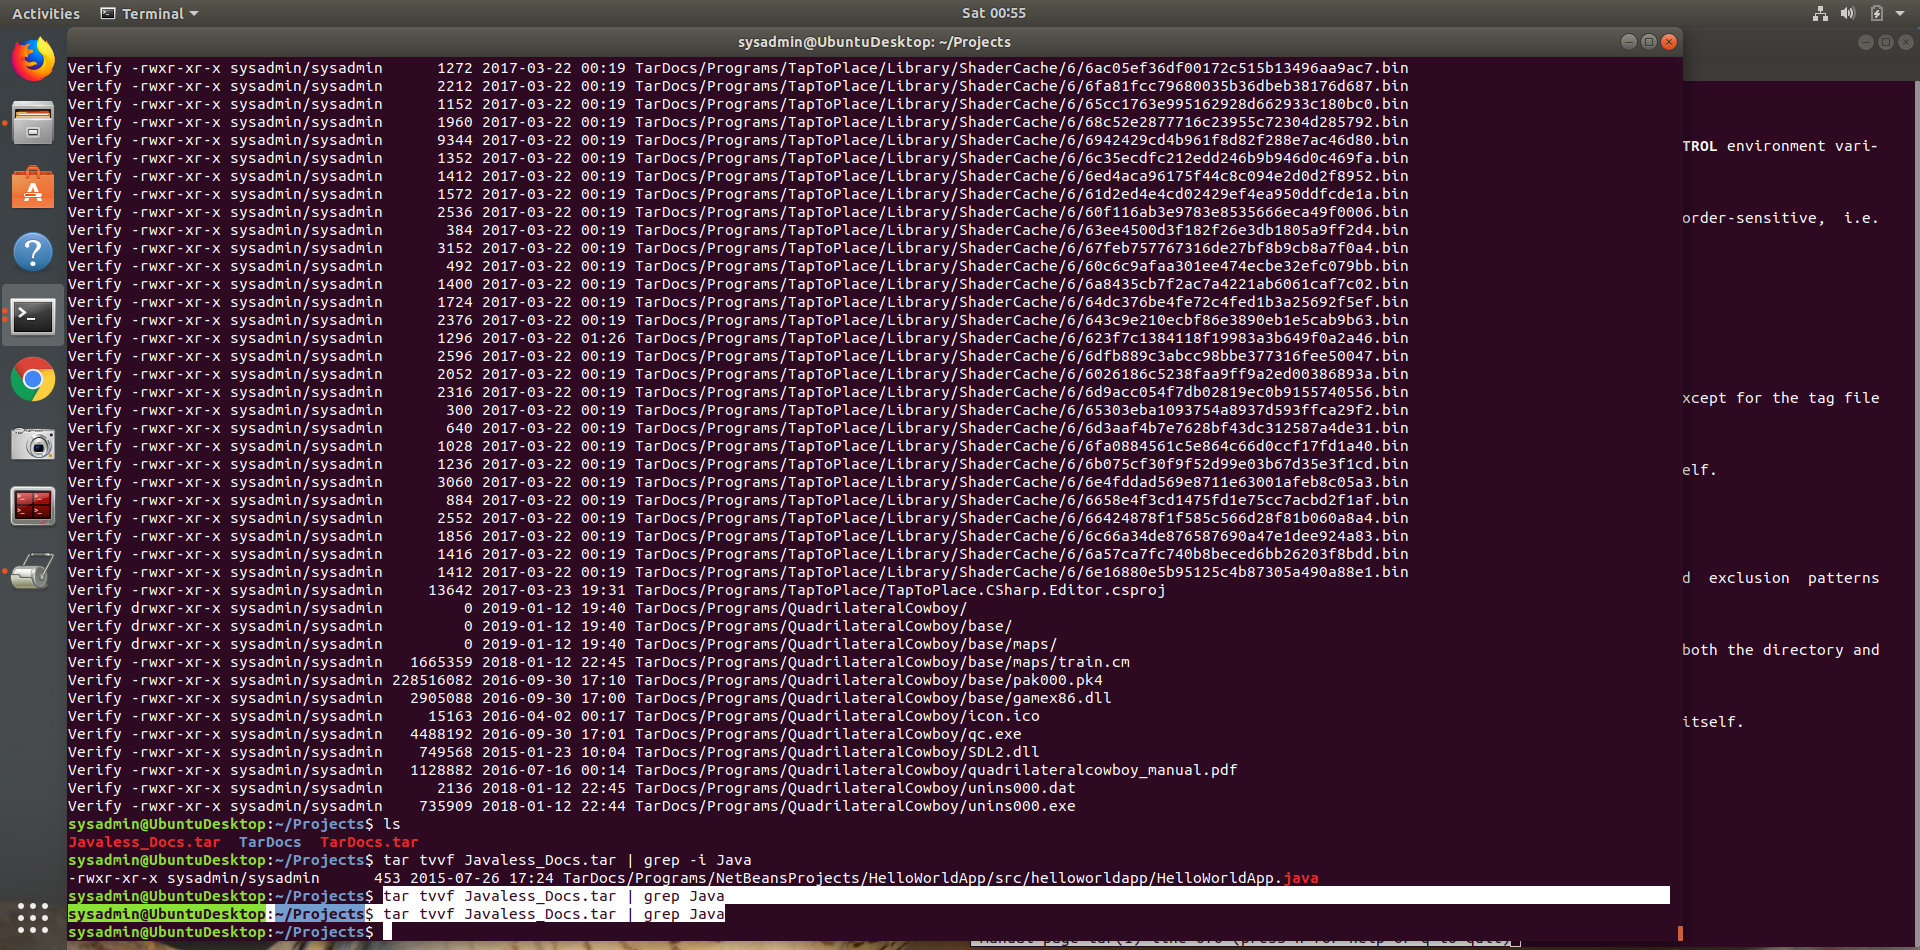 Activities Terminal Sat 00:55
sysadmin@UbuntuDesktop: ~/Projects
Verify -rwxr-xr-x sysadmin/sysadmin 1272 2017-03-22 00:19 TarDocs/Programs/TapToPlace/Library/ShaderCache/6/6ac05ef36df00172c515b13496aa9ac7.bin
Verify -rwxr-xr-x sysadmin/sysadmin 2212 2017-03-22 00:19 TarDocs/Programs/TapToPlace/Library/ShaderCache/6/6fa81fcc79680035b36dbeb38176d687.bin
Verify -rwxr-xr-x sysadmin/sysadmin 1152 2017-03-22 00:19 TarDocs/Programs/TapToPlace/Library/ShaderCache/6/65cc1763e995162928d662933c180bc0.bin
Verify -rwxr-xr-x sysadmin/sysadmin 1960 2017-03-22 00:19 TarDocs/Programs/TapToPlace/Library/ShaderCache/6/68c52e2877716c23955c72304d285792.bin
Verify -rwxr-xr-x sysadmin/sysadmin 9344 2017-03-22 00:19 TarDocs/Programs/TapToPlace/Library/ShaderCache/6/6942429cd4b961f8d82f288e7ac46d80.bin
Verify -rwxr-xr-x sysadmin/sysadmin 1352 2017-03-22 00:19 TarDocs/Programs/TapToPlace/Library/ShaderCache/6/6c35ecdfc212edd246b9b946d0c469fa.bin
Verify -rwxr-xr-x sysadmin/sysadmin 1412 2017-03-22 00:19 TarDocs/Programs/TapToPlace/Library/ShaderCache/6/6ed4aca96175f44c8c094e2d0d2f8952.bin
Verify -rwxr-xr-x sysadmin/sysadmin 1572 2017-03-22 00:19 TarDocs/Programs/TapToPlace/Library/ShaderCache/6/61d2ed4e4cd02429ef4ea950ddfcde1a.bin
Verify -rwxr-xr-x sysadmin/sysadmin 2536 2017-03-22 00:19 TarDocs/Programs/TapToPlace/Library/ShaderCache/6/60f116ab3e9783e8535666eca49f0006.bin
Verify -rwxr-xr-x sysadmin/sysadmin 384 2017-03-22 00:19 TarDocs/Programs/TapToPlace/Library/ShaderCache/6/63ee4500d3f182f26e3db1805a9ff2d4.bin
Verify -rwxr-xr-x sysadmin/sysadmin 3152 2017-03-22 00:19 TarDocs/Programs/TapToPlace/Library/ShaderCache/6/67feb757767316de27bf8b9cb8a7f0a4.bin
Verify -rwxr-xr-x sysadmin/sysadmin 492 2017-03-22 00:19 TarDocs/Programs/TapToPlace/Library/ShaderCache/6/60c6c9afaa301ee474ecbe32efc079bb.bin
Verify -rwxr-xr-x sysadmin/sysadmin 1400 2017-03-22 00:19 TarDocs/Programs/TapToPlace/Library/ShaderCache/6/6a8435cb7f2ac7a4221ab6061caf7c02.bin
Verify -rwxr-xr-x sysadmin/sysadmin 1724 2017-03-22 00:19 TarDocs/Programs/TapToPlace/Library/ShaderCache/6/64dc376be4fe72c4fed1b3a25692f5ef.bin
Verify -rwxr-xr-x sysadmin/sysadmin 2376 2017-03-22 00:19 TarDocs/Programs/TapToPlace/Library/ShaderCache/6/643c9e210ecbf86e3890eb1e5cab9b63.bin
Verify -rwxr-xr-x sysadmin/sysadmin 1296 2017-03-22 01:26 TarDocs/Programs/TapToPlace/Library/ShaderCache/6/623f7c1384118f19983a3b649f0a2a46.bin
Verify -rwxr-xr-x sysadmin/sysadmin 2596 2017-03-22 00:19 TarDocs/Programs/TapToPlace/Library/ShaderCache/6/6dfb889c3abcc98bbe377316fee50047.bin
Verify -rwxr-xr-x sysadmin/sysadmin 2052 2017-03-22 00:19 TarDocs/Programs/TapToPlace/Library/ShaderCache/6/6026186c5238faa9ff9a2ed00386893a.bin
Verify -rwxr-xr-x sysadmin/sysadmin 2316 2017-03-22 00:19 TarDocs/Programs/TapToPlace/Library/ShaderCache/6/6d9acc054f7db02819ec0b9155740556.bin
Verify -rwxr-xr-x sysadmin/sysadmin 300 2017-03-22 00:19 TarDocs/Programs/TapToPlace/Library/ShaderCache/6/65303eba1093754a8937d593ffca29f2.bin
Verify -rwxr-xr-x sysadmin/sysadmin 640 2017-03-22 00:19 TarDocs/Programs/TapToPlace/Library/ShaderCache/6/6d3aaf4b7e7628bf43dc312587a4de31.bin
Verify -rwxr-xr-x sysadmin/sysadmin 1028 2017-03-22 00:19 TarDocs/Programs/TapToPlace/Library/ShaderCache/6/6fa0884561c5e864c66d0ccf17fd1a40.bin
Verify -rwxr-xr-x sysadmin/sysadmin 1236 2017-03-22 00:19 TarDocs/Programs/TapToPlace/Library/ShaderCache/6/6b075cf30f9f52d99e03b67d35e3f1cd.bin
Verify -rwxr-xr-x sysadmin/sysadmin 3060 2017-03-22 00:19 TarDocs/Programs/TapToPlace/Library/ShaderCache/6/6e4fddad569e8711e63001afeb8c05a3.bin
Verify -rwxr-xr-x sysadmin/sysadmin 884 2017-03-22 00:19 TarDocs/Programs/TapToPlace/Library/ShaderCache/6/6658e4f3cd1475fd1e75cc7acbd2f1af.bin
Verify -rwxr-xr-x sysadmin/sysadmin 2552 2017-03-22 00:19 TarDocs/Programs/TapToPlace/Library/ShaderCache/6/66424878f1f585c566d28f81b060a8a4.bin
Verify -rwxr-xr-x sysadmin/sysadmin 1856 2017-03-22 00:19 TarDocs/Programs/TapToPlace/Library/ShaderCache/6/6c66a34de876587690a47e1dee924a83.bin
Verify -rwxr-xr-x sysadmin/sysadmin 1416 2017-03-22 00:19 TarDocs/Programs/TapToPlace/Library/ShaderCache/6/6a57ca7fc740b8beced6bb26203f8bdd.bin
Verify -rwxr-xr-x sysadmin/sysadmin 1412 2017-03-22 00:19 TarDocs/Programs/TapToPlace/Library/ShaderCache/6/6e16880e5b95125c4b87305a490a88e1.bin
Verify -rwxr-xr-x sysadmin/sysadmin 13642 2017-03-23 19:31 TarDocs/Programs/TapToPlace/TapToPlace.CSharp.Editor.csproj
Verify drwxr-xr-x sysadmin/sysadmin 0 2019-01-12 19:40 TarDocs/Programs/QuadrilateralCowboy/
Verify drwxr-xr-x sysadmin/sysadmin 0 2019-01-12 19:40 TarDocs/Programs/QuadrilateralCowboy/base/
Verify drwxr-xr-x sysadmin/sysadmin 0 2019-01-12 19:40 TarDocs/Programs/QuadrilateralCowboy/base/maps/
Verify -rwxr-xr-x sysadmin/sysadmin 1665359 2018-01-12 22:45 TarDocs/Programs/QuadrilateralCowboy/base/maps/train.cm
Verify -rwxr-xr-x sysadmin/sysadmin 228516082 2016-09-30 17:10 TarDocs/Programs/QuadrilateralCowboy/base/pak000.pk4
Verify -rwxr-xr-x sysadmin/sysadmin 2905088 2016-09-30 17:00 TarDocs/Programs/QuadrilateralCowboy/base/gamex86.dll
Verify -rwxr-xr-x sysadmin/sysadmin 15163 2016-04-02 00:17 TarDocs/Programs/QuadrilateralCowboy/icon.ico
Verify -rwxr-xr-x sysadmin/sysadmin 4488192 2016-09-30 17:01 TarDocs/Programs/QuadrilateralCowboy/qc.exe
Verify -rwxr-xr-x sysadmin/sysadmin 749568 2015-01-23 10:04 TarDocs/Programs/QuadrilateralCowboy/SDL2.dll
Verify -rwxr-xr-x sysadmin/sysadmin 1128882 2016-07-16 00:14 TarDocs/Programs/QuadrilateralCowboy/quadrilateralcowboy_manual.pdf
Verify -rwxr-xr-x sysadmin/sysadmin 2136 2018-01-12 22:45 TarDocs/Programs/QuadrilateralCowboy/unins000.dat
Verify -rwxr-xr-x sysadmin/sysadmin 735909 2018-01-12 22:44 TarDocs/Programs/QuadrilateralCowboy/unins000.exe
sysadmin@UbuntuDesktop:~/Projects$ ls
Javaless_Docs.tar TarDocs TarDocs.tar
sysadmin@UbuntuDesktop:~/Projects$ tar tvvf Javaless_Docs.tar | grep -i Java
-rwxr-xr-x sysadmin/sysadmin 453 2015-07-26 17:24 TarDocs/Programs/NetBeansProjects/HelloWorldApp/src/helloworldapp/HelloWorldApp.java
sysadmin@UbuntuDesktop:~/Projects$ tar tvvf Javaless_Docs.tar | grep Java
sysadmin@UbuntuDesktop:~/Projects$ tar tvvf Javaless_Docs.tar | grep Java
sysadmin@UbuntuDesktop:~/Projects$
TROL environment vari-
order-sensitive, i.e.
xcept for the tag file
elf.
d exclusion patterns
both the directory and
itself.